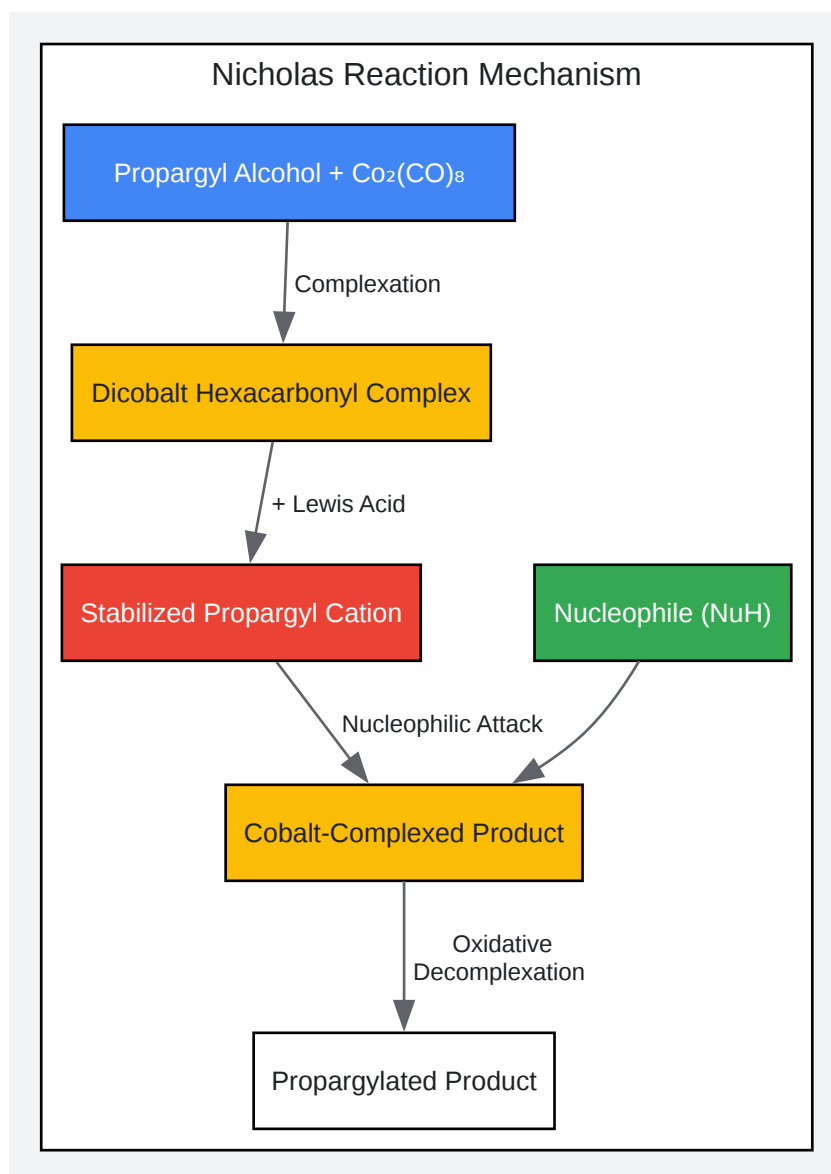 Nicholas Reaction Mechanism
Propargyl Alcohol + Co₂(CO)₈
Complexation
Dicobalt Hexacarbonyl Complex
+ Lewis Acid
Stabilized Propargyl Cation
Nucleophile (NuH)
Nucleophilic Attack
Cobalt-Complexed Product
Oxidative
Decomplexation
Propargylated Product